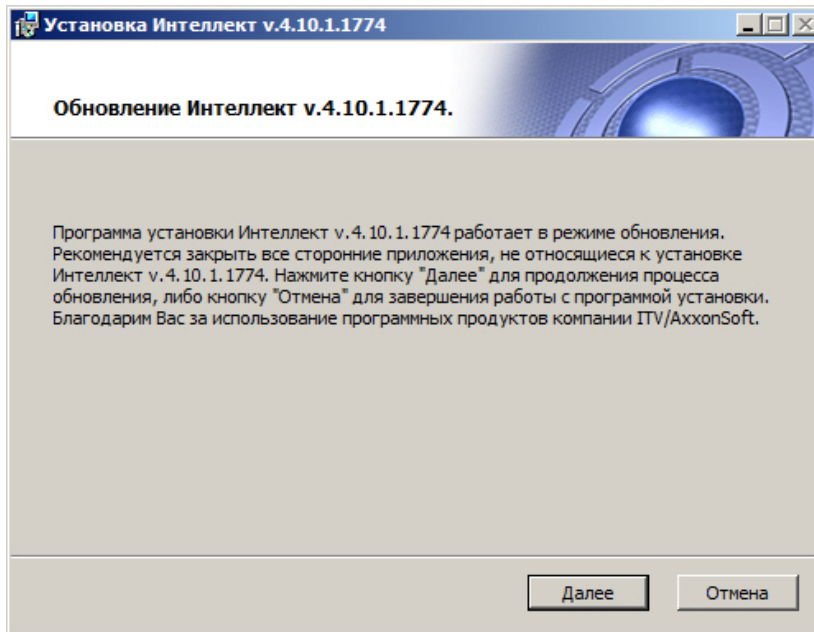 Установка Интеллект v.4.10.1.1774
Обновление Интеллект v.4.10.1.1774.
Программа установки Интеллект v.4.10.1.1774 работает в режиме обновления.
Рекомендуется закрыть все сторонние приложения, не относящиеся к установке
Интеллект v.4.10.1.1774. Нажмите кнопку "Далее" для продолжения процесса
обновления, либо кнопку "Отмена" для завершения работы с программой установки.
Благодарим Вас за использование программных продуктов компании ITV/AxxonSoft.
Далее
Отмена